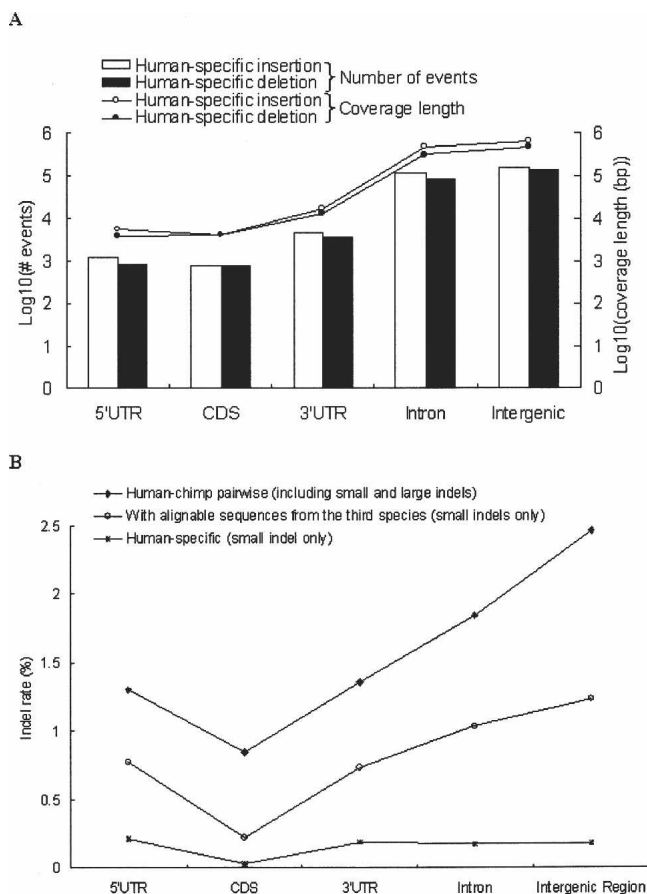 A
Human-specific insertion
Human-specific deletion
Number of events
Human-specific insertion
Human-specific deletion
Coverage length
Log10(# events)
6
5
4
3
2
1
0
6
5
4
3
2
1
0
Log10(coverage length (bp))
5'UTR CDS 3'UTR Intron Intergenic
B
Human-chimp pairwise (including small and large indels)
With alignable sequences from the third species (small indels only)
Human-specific (small indel only)
Indel rate (%)
2.5
2
1.5
1
0.5
0
5'UTR CDS 3'UTR Intron Intergenic Region